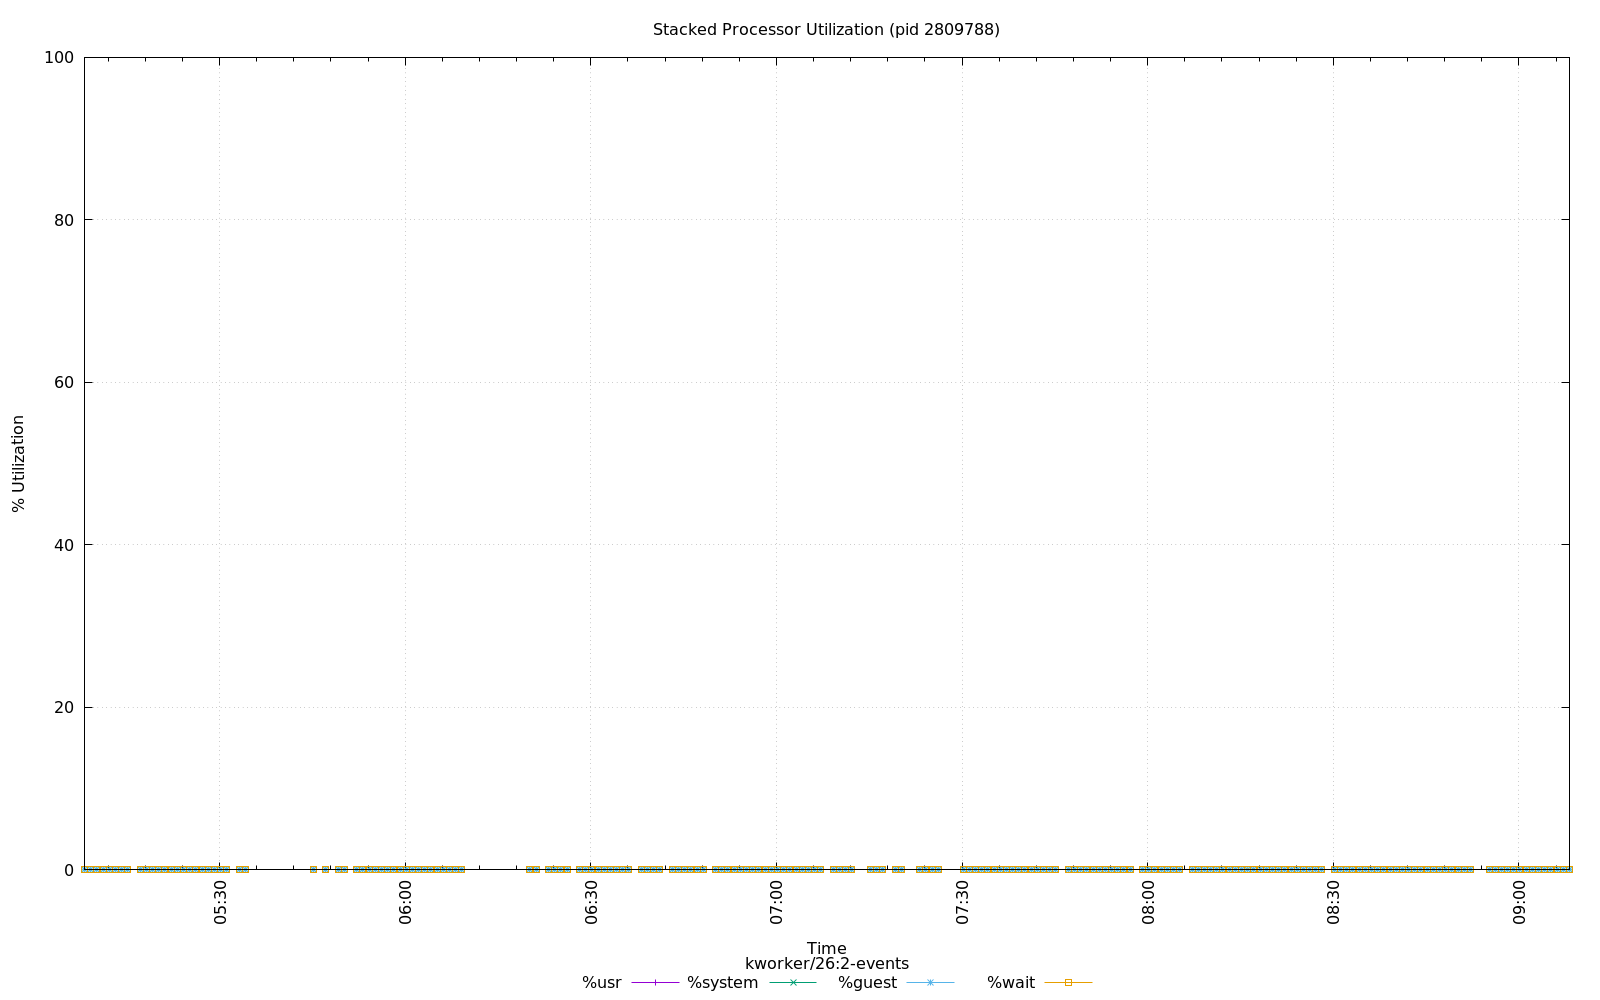 Stacked Processor Utilization (pid 2809788)
100
80
60
40
20
0
% Utilization
05:30
06:00
06:30
07:00
07:30
08:00
08:30
09:00
Time
kworker/26:2-events
%usr %system %guest %wait